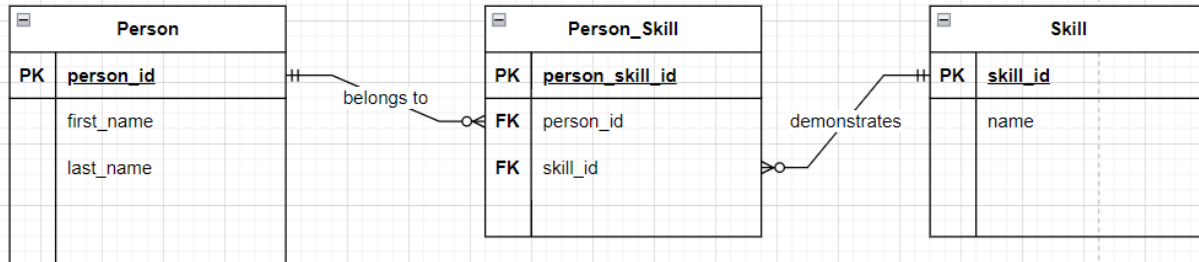 Person
PK person_id
first_name
last_name
belongs to
Person_Skill
PK person_skill_id
FK person_id
FK skill_id
demonstrates
Skill
PK skill_id
name